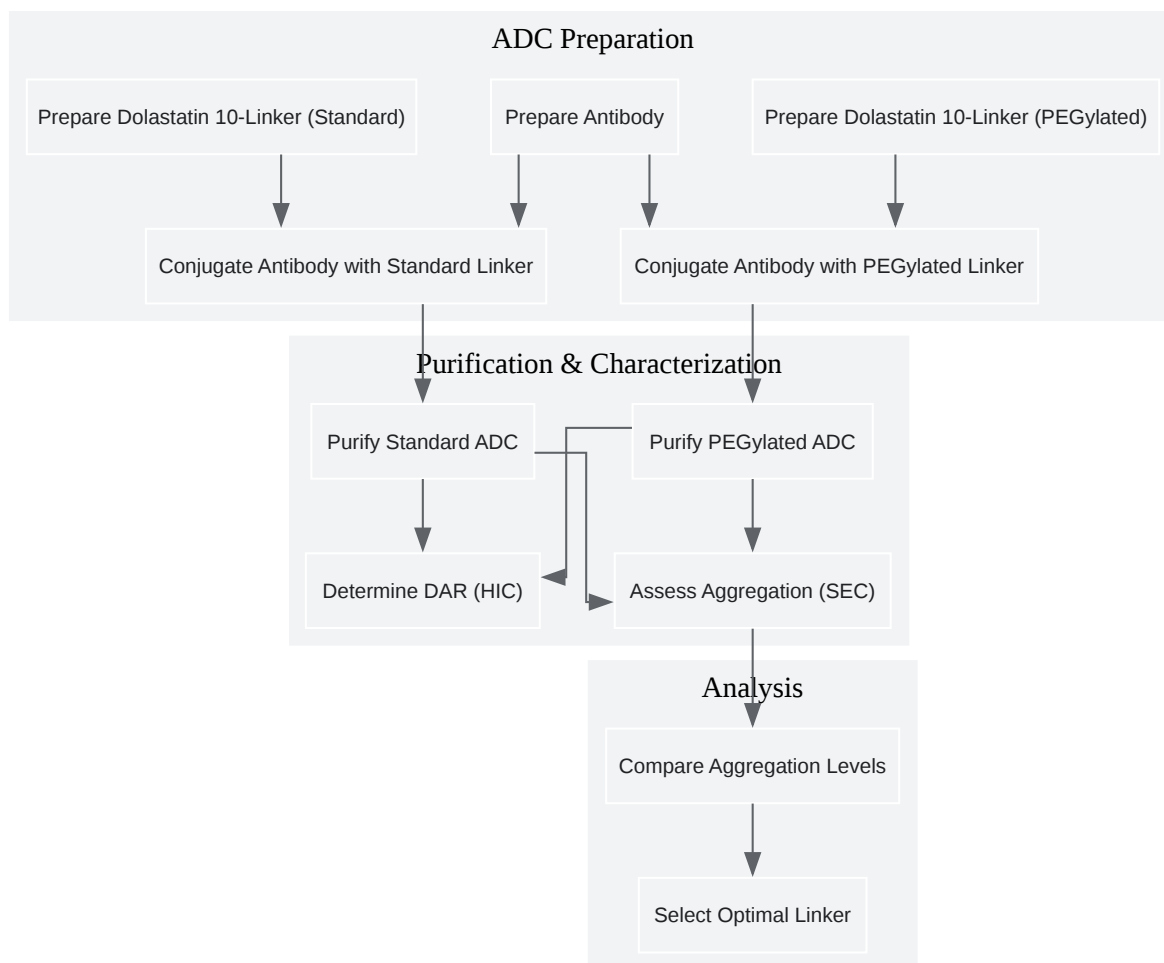 ADC Preparation
Prepare Dolastatin 10-Linker (Standard)
Prepare Antibody
Prepare Dolastatin 10-Linker (PEGylated)
Conjugate Antibody with Standard Linker
Conjugate Antibody with PEGylated Linker
Purification & Characterization
Purify Standard ADC
Purify PEGylated ADC
Determine DAR (HIC)
Assess Aggregation (SEC)
Analysis
Compare Aggregation Levels
Select Optimal Linker